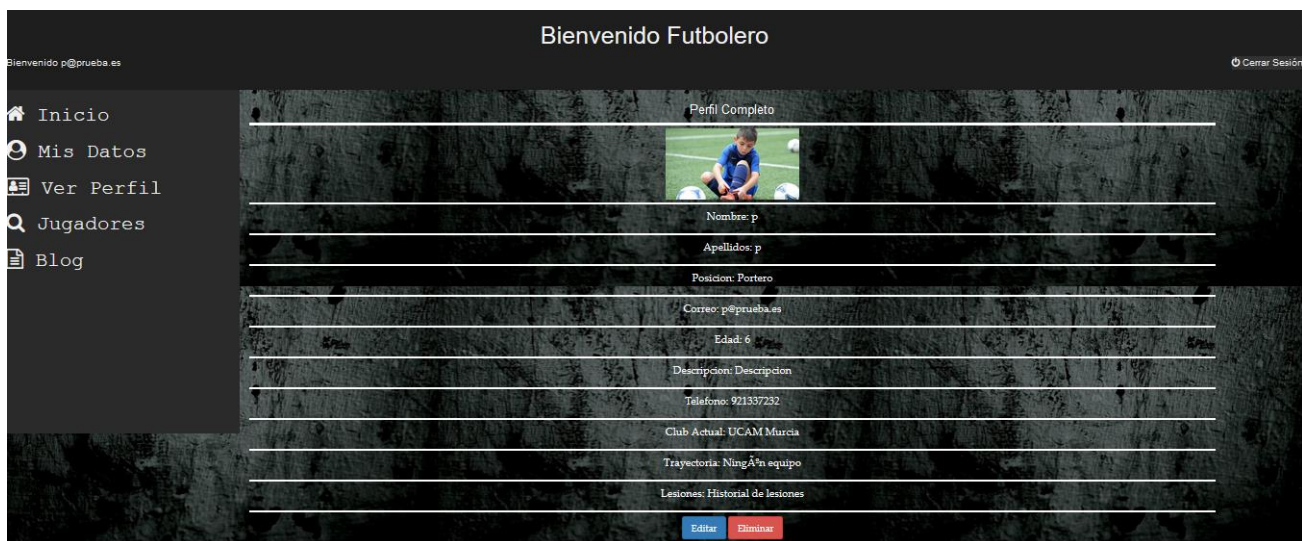 Bienvenido Futbolero
Bienvenido p@prueba.es
Cerrar Sesión
Inicio
Mis Datos
Ver Perfil
Jugadores
Blog
Perfil Completo
Nombre: p
Apellidos: p
Posicion: Portero
Correo: p@prueba.es
Edad: 6
Descripcion: Descripcion
Telefono: 921337232
Club Actual: UCAM Murcia
Trayectoria: NingÃºn equipo
Lesiones: Historial de lesiones
Editar Eliminar